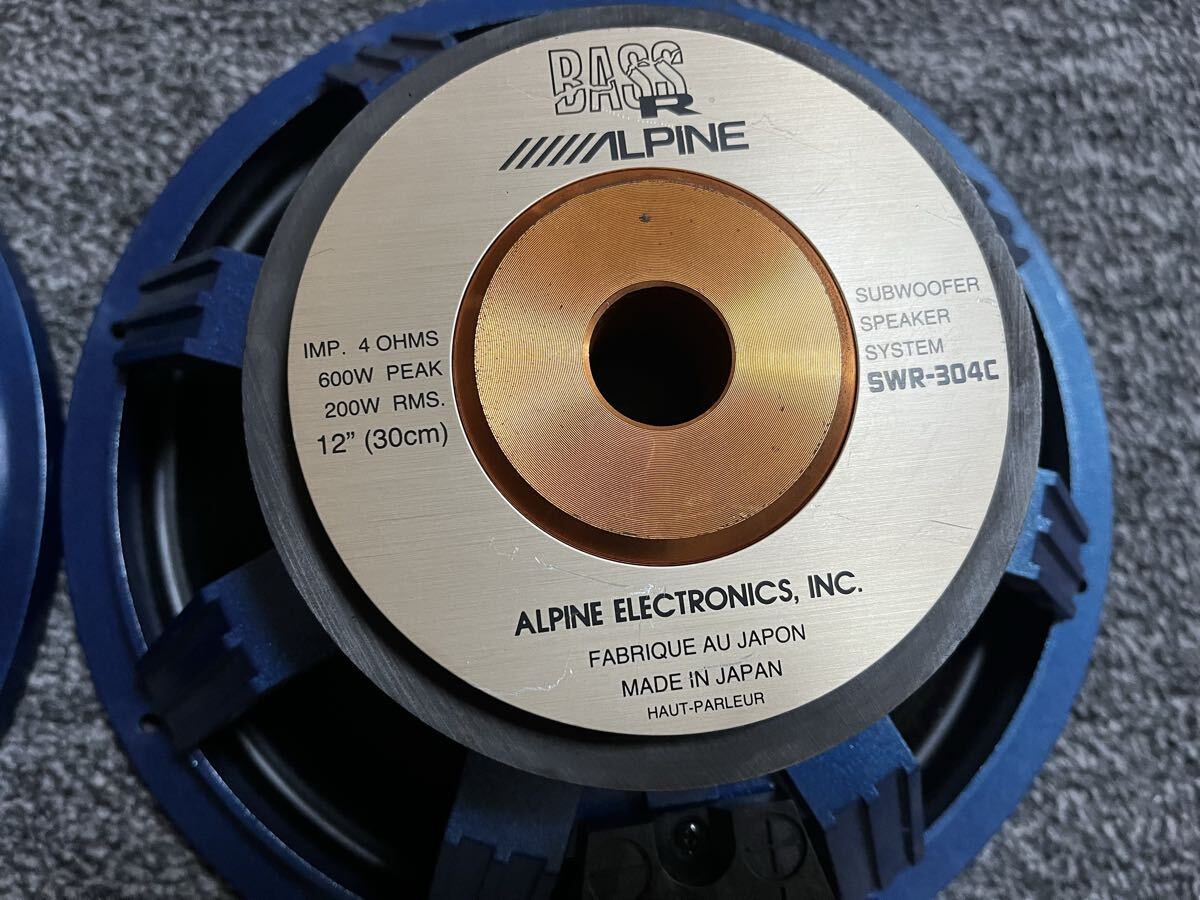 BASS
R
ALPINE
IMP. 4 OHMS
600W PEAK
200W RMS.
12” (30cm)
SUBWOOFER
SPEAKER
SYSTEM
SWR-304C
ALPINE ELECTRONICS, INC.
FABRIQUE AU JAPON
MADE IN JAPAN
HAUT-PARLEUR